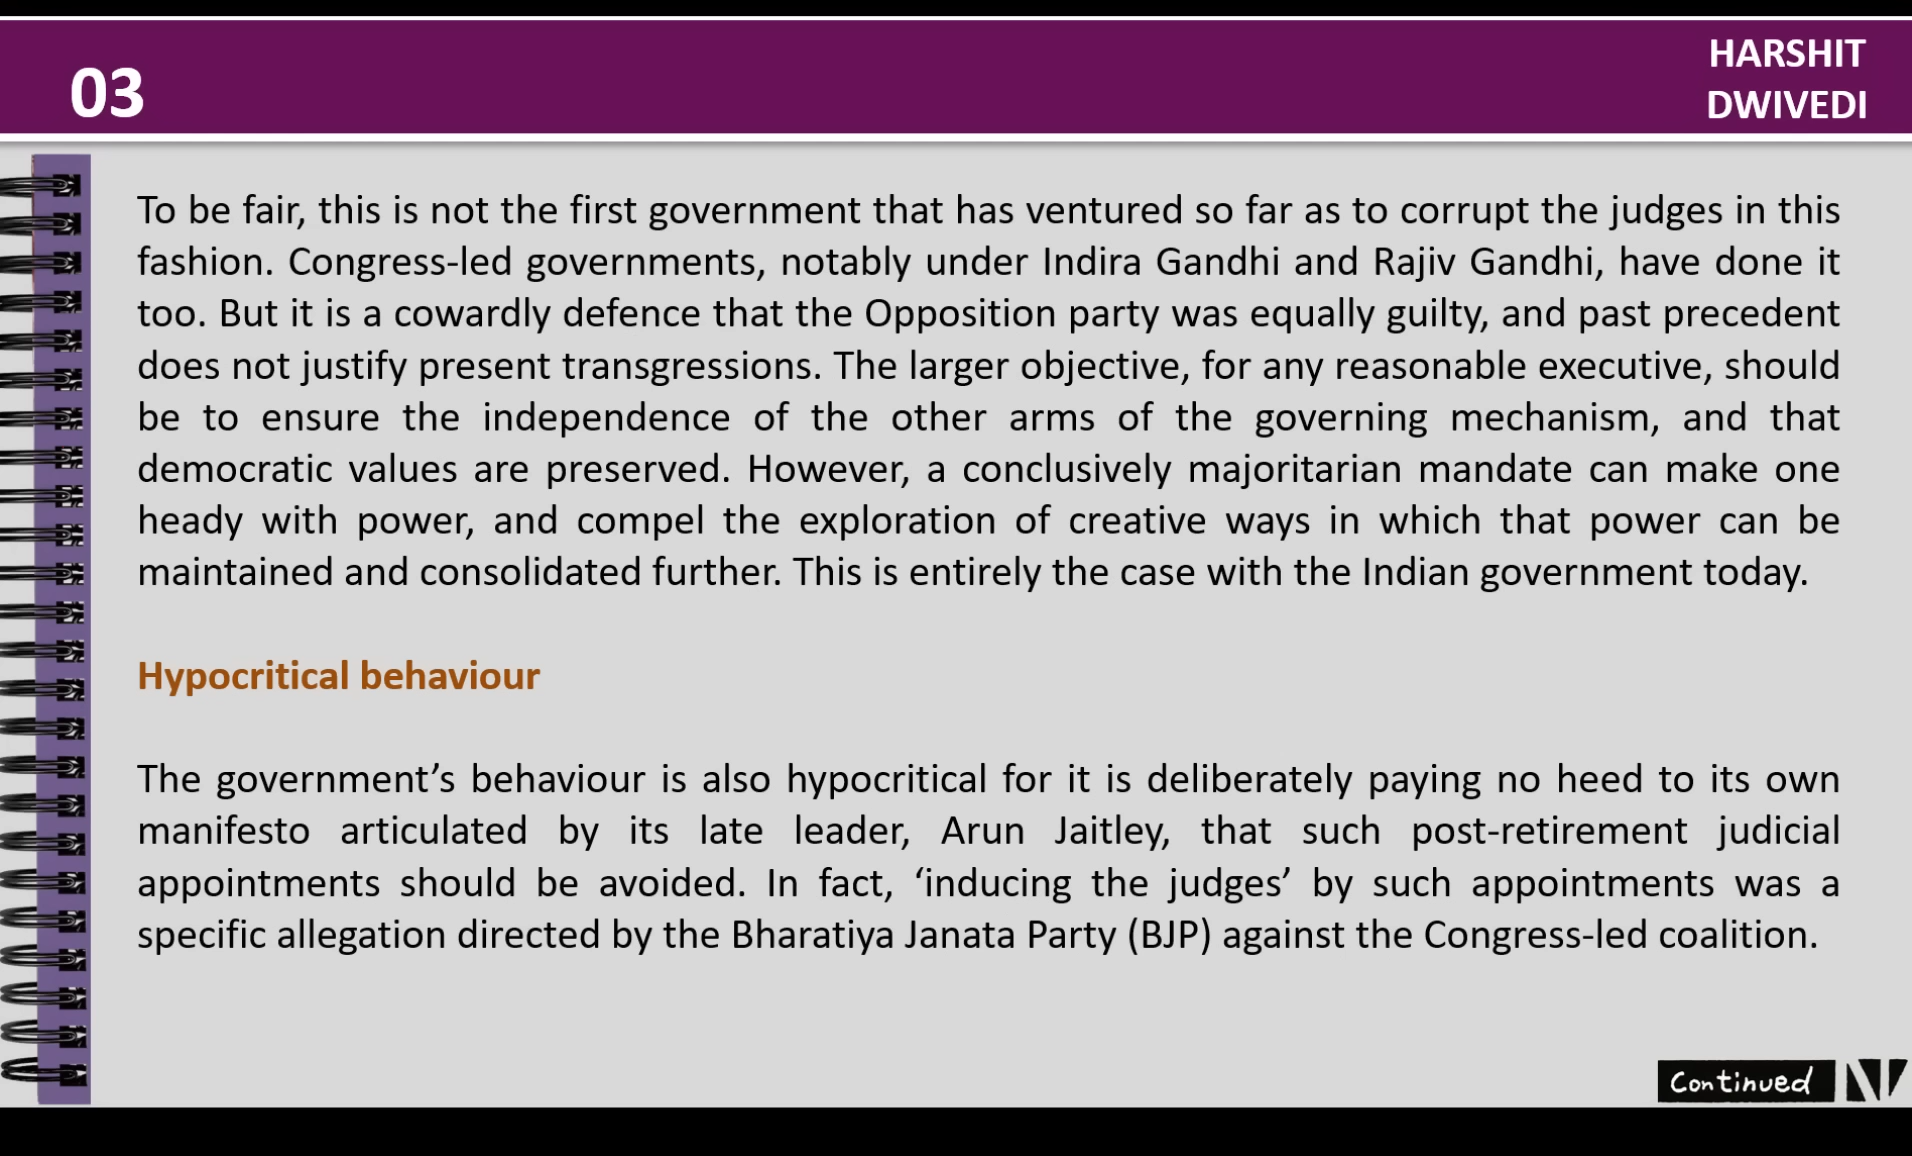 03
HARSHIT
DWIVEDI
To be fair, this is not the first government that has ventured so far as to corrupt the judges in this
fashion. Congress-led governments, notably under Indira Gandhi and Rajiv Gandhi, have done it
too. But it is a cowardly defence that the Opposition party was equally guilty, and past precedent
does not justify present transgressions. The larger objective, for any reasonable executive, should
be to ensure the independence of the other arms of the governing mechanism, and that
democratic values are preserved. However, a conclusively majoritarian mandate can make one
heady with power, and compel the exploration of creative ways in which that power can be
maintained and consolidated further. This is entirely the case with the Indian government today.
Hypocritical behaviour
The government’s behaviour is also hypocritical for it is deliberately paying no heed to its own
manifesto articulated by its late leader, Arun Jaitley, that such post-retirement judicial
appointments should be avoided. In fact, ‘inducing the judges’ by such appointments was a
specific allegation directed by the Bharatiya Janata Party (BJP) against the Congress-led coalition.
Continued